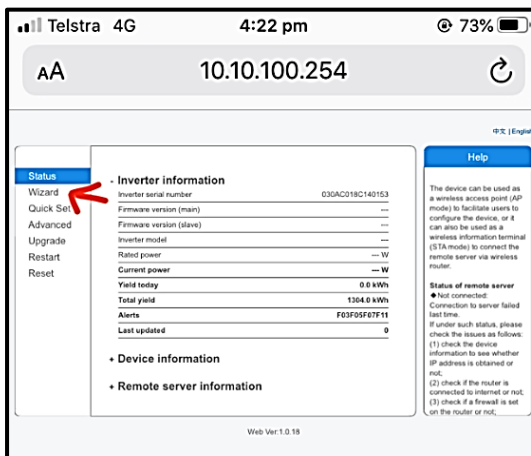 Telstra 4G 4:22 pm 73%
AA 10.10.100.254
中文 | English
Status
Wizard
Quick Set
Advanced
Upgrade
Restart
Reset
- Inverter information
Inverter serial number 030AC018C140153
Firmware version (main) ---
Firmware version (slave) ---
Inverter model ---
Rated power --- W
Current power --- W
Yield today 0.0 kWh
Total yield 1304.0 kWh
Alerts F03F05F07F11
Last updated 0
+ Device information
+ Remote server information
Help
The device can be used as
a wireless access point (AP
mode) to facilitate users to
configure the device, or it
can also be used as a
wireless information terminal
(STA mode) to connect the
remote server via wireless
router.
Status of remote server
◆Not connected:
Connection to server failed
last time.
If under such status, please
check the issues as follows:
(1) check the device
information to see whether
IP address is obtained or
not;
(2) check if the router is
connected to internet or not;
(3) check if a firewall is set
on the router or not;
Web Ver:1.0.18